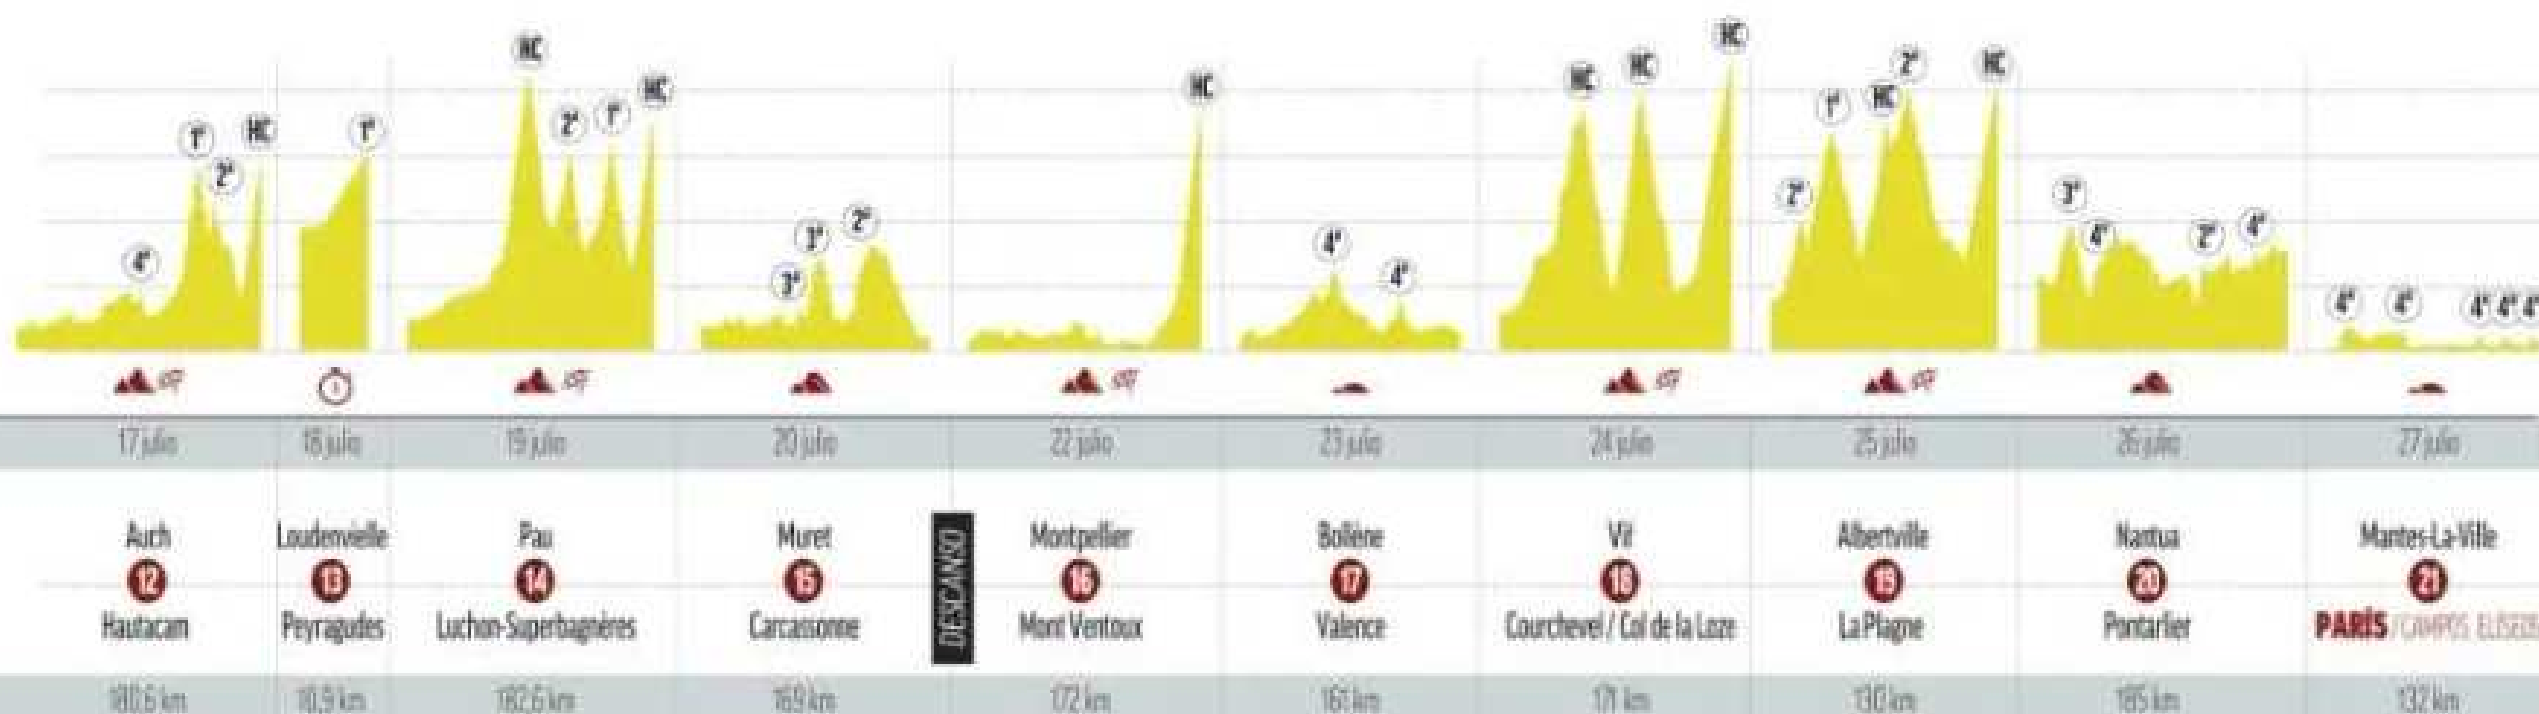 4ª 1ª 2ª HC 1ª HC 2ª 1ª HC 3ª 3ª 2ª HC 4ª 4ª HC HC HC 2ª 1ª HC 2ª HC 3ª 4ª 2ª 4ª 4ª 4ª 4ª 4ª 4ª
17 julio 18 julio 19 julio 20 julio 22 julio 23 julio 24 julio 25 julio 26 julio 27 julio
Auch Loudenvielle Pau Muret Montpellier Bollène Vif Albertville Nantua Mantes-La-Ville
12 13 14 15 DESCANSO 16 17 18 19 20 21
Hautacam Peyragudes Luchon-Superbagnères Carcassonne Mont Ventoux Valence Courchevel / Col de la Loze La Plagne Pontarlier PARÍS / CAMPOS ELÍSEOS
180,6 km 10,9 km 182,6 km 169 km 172 km 161 km 171 km 130 km 185 km 132 km